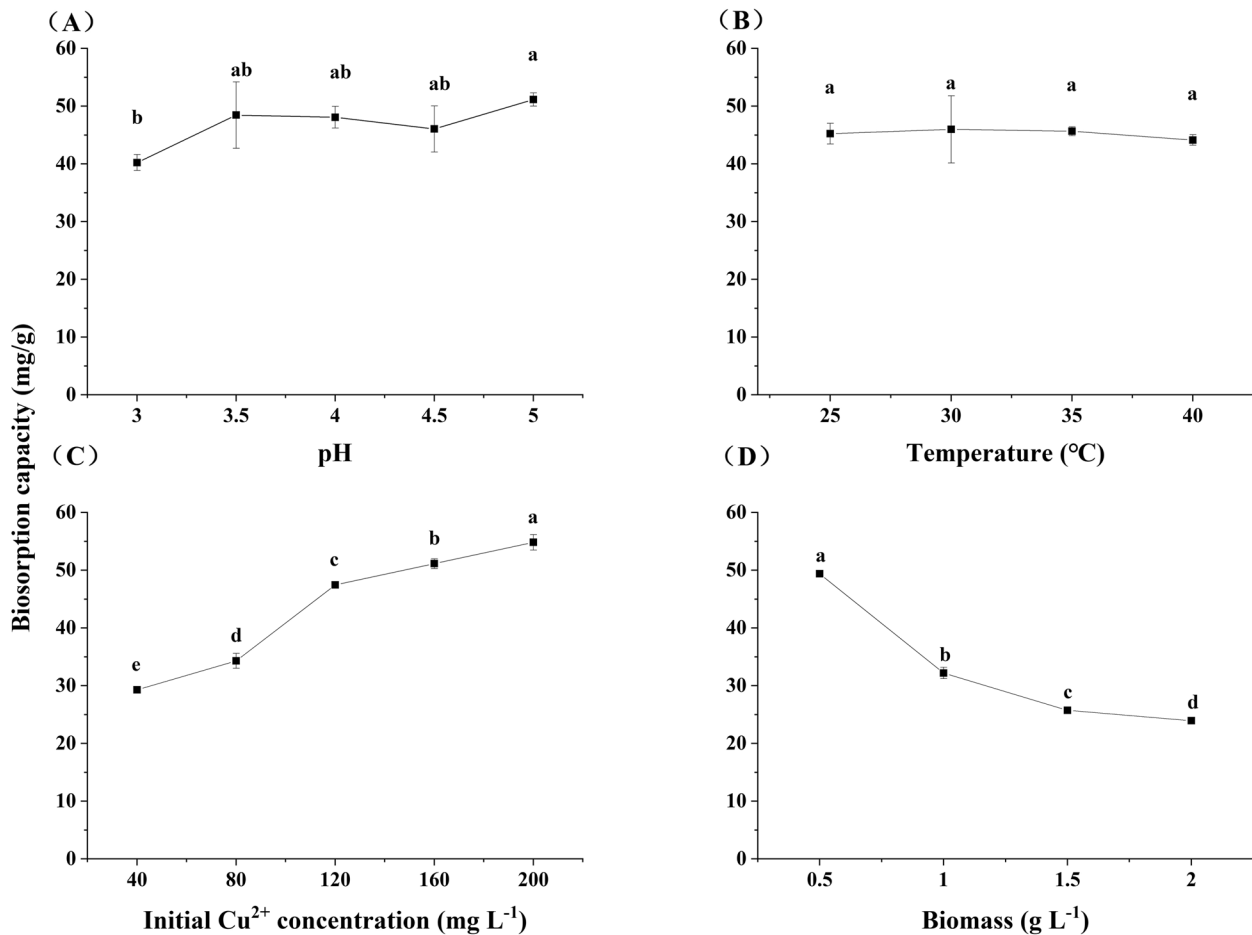 （A）
60
50
40
30
20
10
0
b
ab
ab
ab
a
3
3.5
4
4.5
5
pH
（B）
60
50
40
30
20
10
0
a
a
a
a
25
30
35
40
Temperature (℃)
Biosorption capacity (mg/g)
（C）
60
50
40
30
20
10
0
e
d
c
b
a
40
80
120
160
200
Initial Cu²⁺ concentration (mg L⁻¹)
（D）
60
50
40
30
20
10
0
a
b
c
d
0.5
1
1.5
2
Biomass (g L⁻¹)